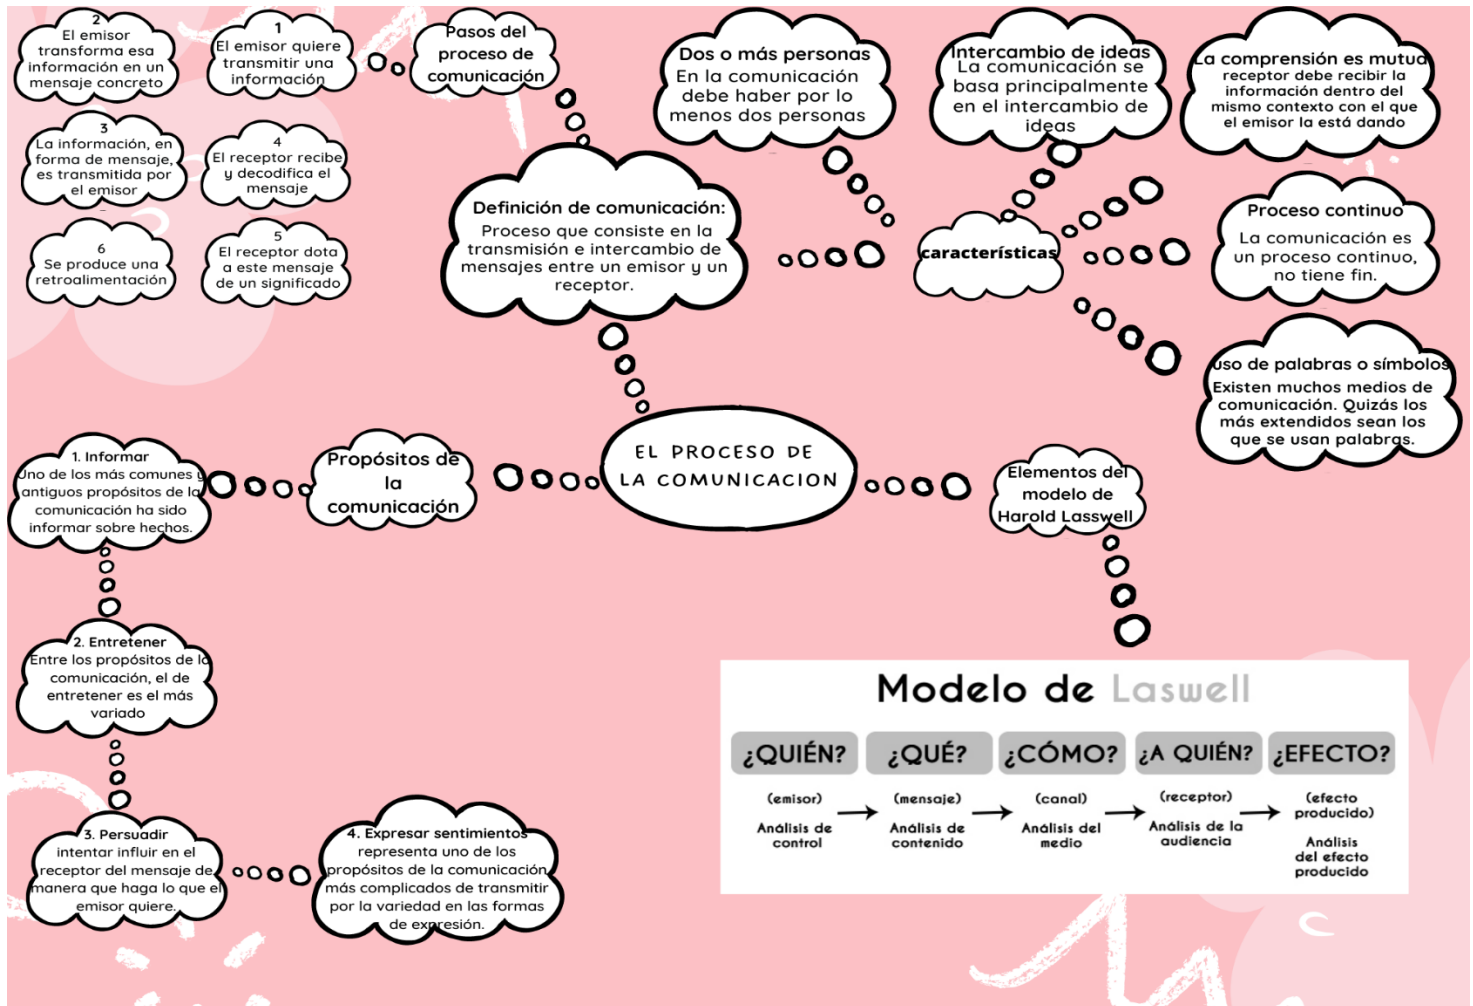 2
El emisor
transforma esa
información en un
mensaje concreto
1
El emisor quiere
transmitir una
información
Pasos del
proceso de
comunicación
3
La información, en
forma de mensaje,
es transmitida por
el emisor
4
El receptor recibe
y decodifica el
mensaje
6
Se produce una
retroalimentación
5
El receptor dota
a este mensaje
de un significado
Definición de comunicación:
Proceso que consiste en la
transmisión e intercambio de
mensajes entre un emisor y un
receptor.
Dos o más personas
En la comunicación
debe haber por lo
menos dos personas
Intercambio de ideas
La comunicación se
basa principalmente
en el intercambio de
ideas
La comprensión es mutua
receptor debe recibir la
información dentro del
mismo contexto con el que
el emisor la está dando
características
Proceso continuo
La comunicación es
un proceso continuo,
no tiene fin.
uso de palabras o símbolos
Existen muchos medios de
comunicación. Quizás los
más extendidos sean los
que se usan palabras.
EL PROCESO DE
LA COMUNICACION
Propósitos de
la
comunicación
1. Informar
Uno de los más comunes y
antiguos propósitos de la
comunicación ha sido
informar sobre hechos.
2. Entretener
Entre los propósitos de la
comunicación, el de
entretener es el más
variado
3. Persuadir
intentar influir en el
receptor del mensaje de
manera que haga lo que el
emisor quiere.
4. Expresar sentimientos
representa uno de los
propósitos de la comunicación
más complicados de transmitir
por la variedad en las formas
de expresión.
Elementos del
modelo de
Harold Lasswell
Modelo de Laswell
¿QUIÉN? ¿QUÉ? ¿CÓMO? ¿A QUIÉN? ¿EFECTO?
(emisor) (mensaje) (canal) (receptor) (efecto
producido)
Análisis de
control
Análisis de
contenido
Análisis del
medio
Análisis de la
audiencia
Análisis
del efecto
producido